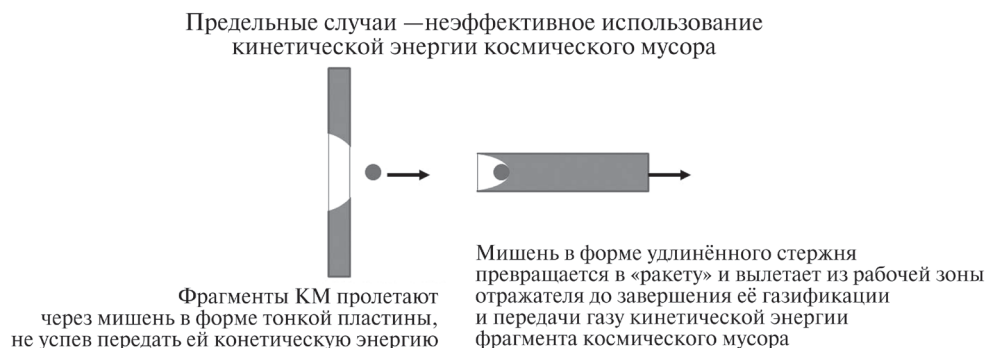 Предельные случаи —неэффективное использование
кинетической энергии космического мусора
Фрагменты КМ пролетают
через мишень в форме тонкой пластины,
не успев передать ей конетическую энергию
Мишень в форме удлинённого стержня
превращается в «ракету» и вылетает из рабочей зоны
отражателя до завершения её газификации
и передачи газу кинетической энергии
фрагмента космического мусора